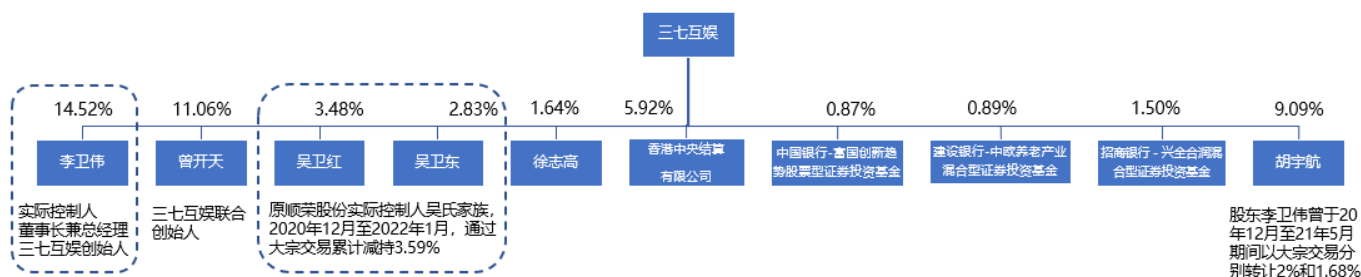 三七互娱
14.52%
11.06%
3.48%
2.83%
1.64%
5.92%
0.87%
0.89%
1.50%
9.09%
李卫伟
曾开天
吴卫红
吴卫东
徐志高
香港中央结算
有限公司
中国银行-富国创新趋
势股票型证券投资基金
建设银行-中欧养老产业
混合型证券投资基金
招商银行-兴全合润混
合型证券投资基金
胡宇航
实际控制人
董事长兼总经理
三七互娱创始人
三七互娱联合
创始人
原顺荣股份实际控制人吴氏家族，
2020年12月至2022年1月，通过
大宗交易累计减持3.59%
股东李卫伟曾于20
年12月至21年5月
期间以大宗交易分
别转让2%和1.68%